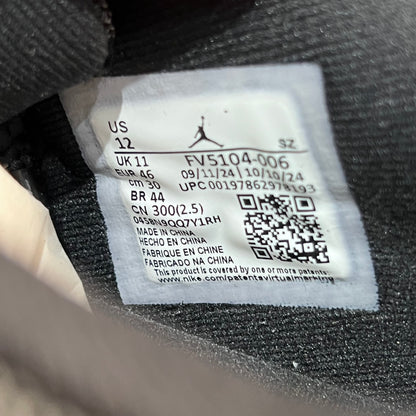 US
12 SZ
UK 11 FV5104-006
EUR 46 09/11/24 10/10/24
cm 30 UPC 00197862978193
BR 44
CN 300(2.5)
MADE IN CHINA
HECHO EN CHINA
FABRIQUE EN CHINE
FABRICADO NA CHINA
This product is covered by one or more patents.